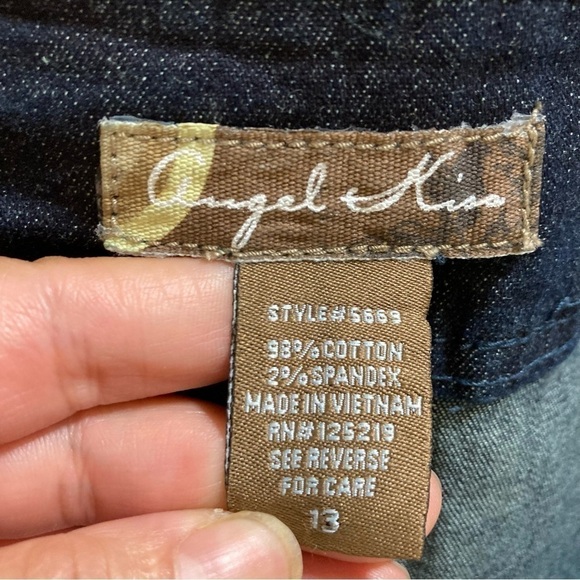 Angel Kiss
STYLE#5669
98% COTTON
2% SPANDEX
MADE IN VIETNAM
RN#125219
SEE REVERSE
FOR CARE
13